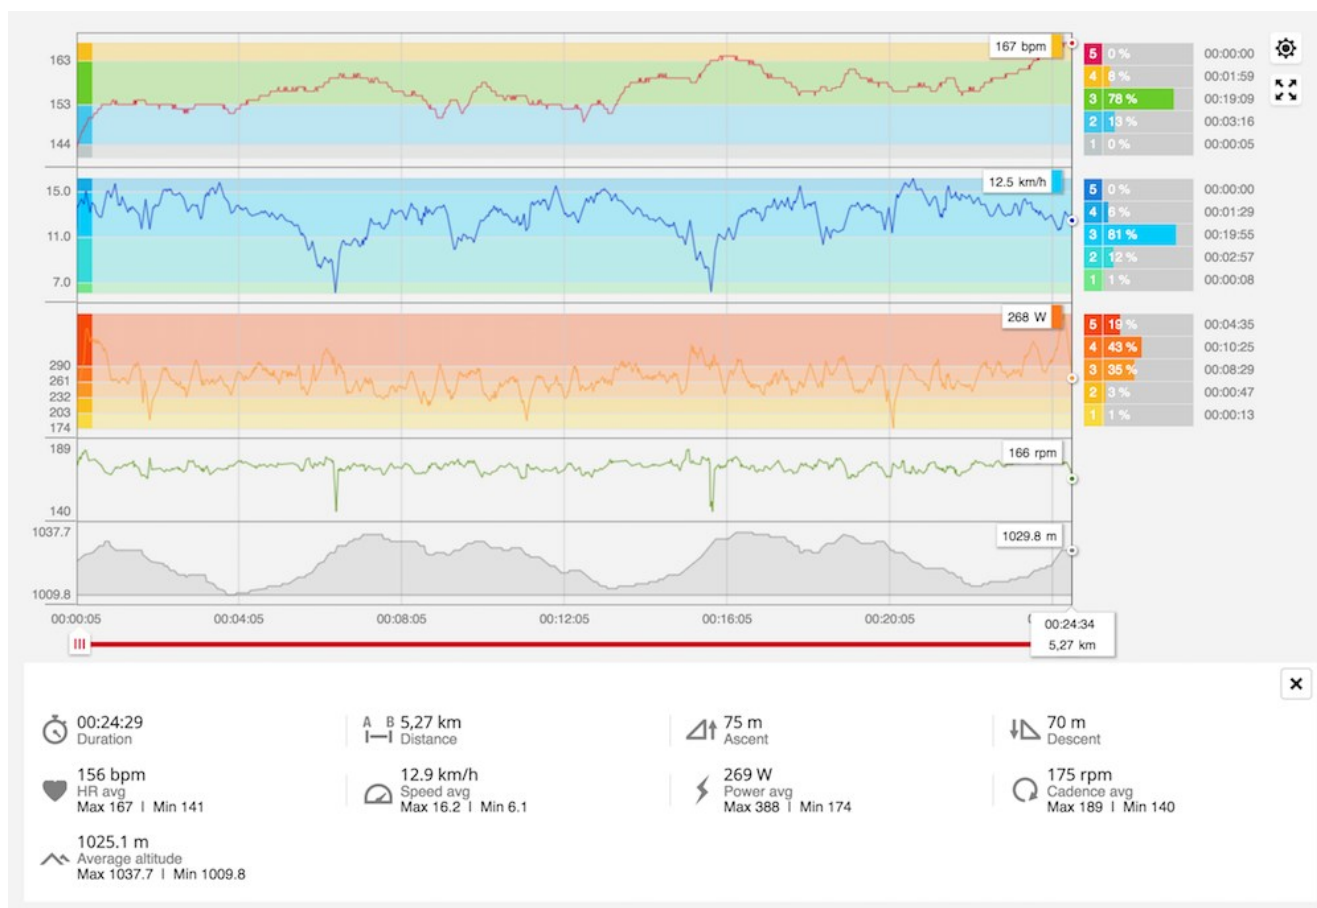 163
153
144
167 bpm
5 0 % 00:00:00
4 8 % 00:01:59
3 78 % 00:19:09
2 13 % 00:03:16
1 0 % 00:00:05
15.0
11.0
7.0
12.5 km/h
5 0 % 00:00:00
4 6 % 00:01:29
3 81 % 00:19:55
2 12 % 00:02:57
1 1 % 00:00:08
290
261
232
203
174
268 W
5 19 % 00:04:35
4 43 % 00:10:25
3 35 % 00:08:29
2 3 % 00:00:47
1 1 % 00:00:13
189
140
166 rpm
1037.7
1009.8
1029.8 m
00:00:05 00:04:05 00:08:05 00:12:05 00:16:05 00:20:05
00:24:34
5,27 km
00:24:29
Duration
A B 5,27 km
Distance
75 m
Ascent
70 m
Descent
156 bpm
HR avg
Max 167 | Min 141
12.9 km/h
Speed avg
Max 16.2 | Min 6.1
269 W
Power avg
Max 388 | Min 174
175 rpm
Cadence avg
Max 189 | Min 140
1025.1 m
Average altitude
Max 1037.7 | Min 1009.8